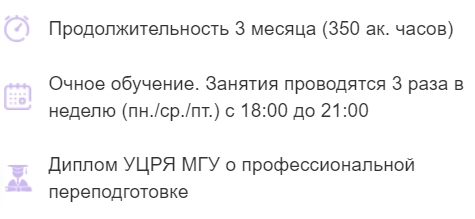 Продолжительность 3 месяца (350 ак. часов)
Очное обучение. Занятия проводятся 3 раза в
неделю (пн./ср./пт.) с 18:00 до 21:00
Диплом УЦРЯ МГУ о профессиональной
переподготовке